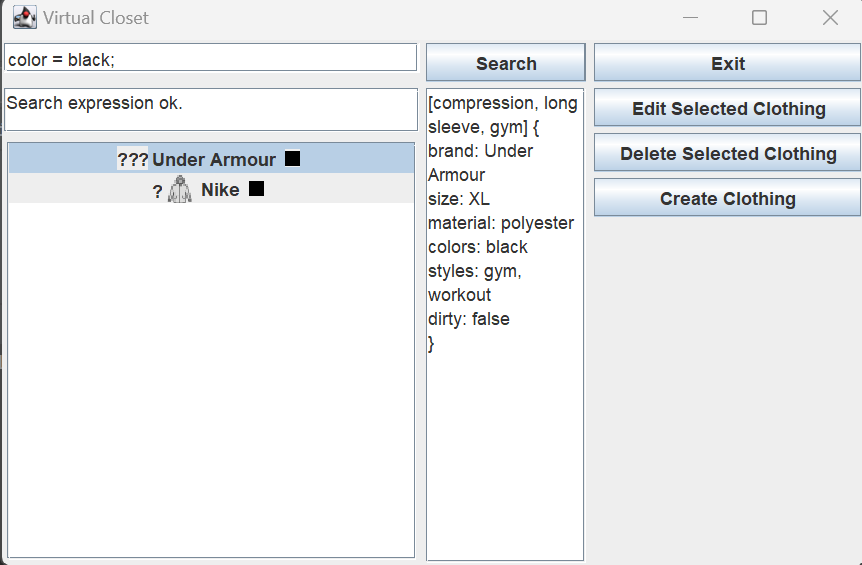 Virtual Closet
color = black;
Search
Exit
Search expression ok.
Edit Selected Clothing
Delete Selected Clothing
Create Clothing
??? Under Armour
? Nike
[compression, long
sleeve, gym] {
brand: Under
Armour
size: XL
material: polyester
colors: black
styles: gym,
workout
dirty: false
}